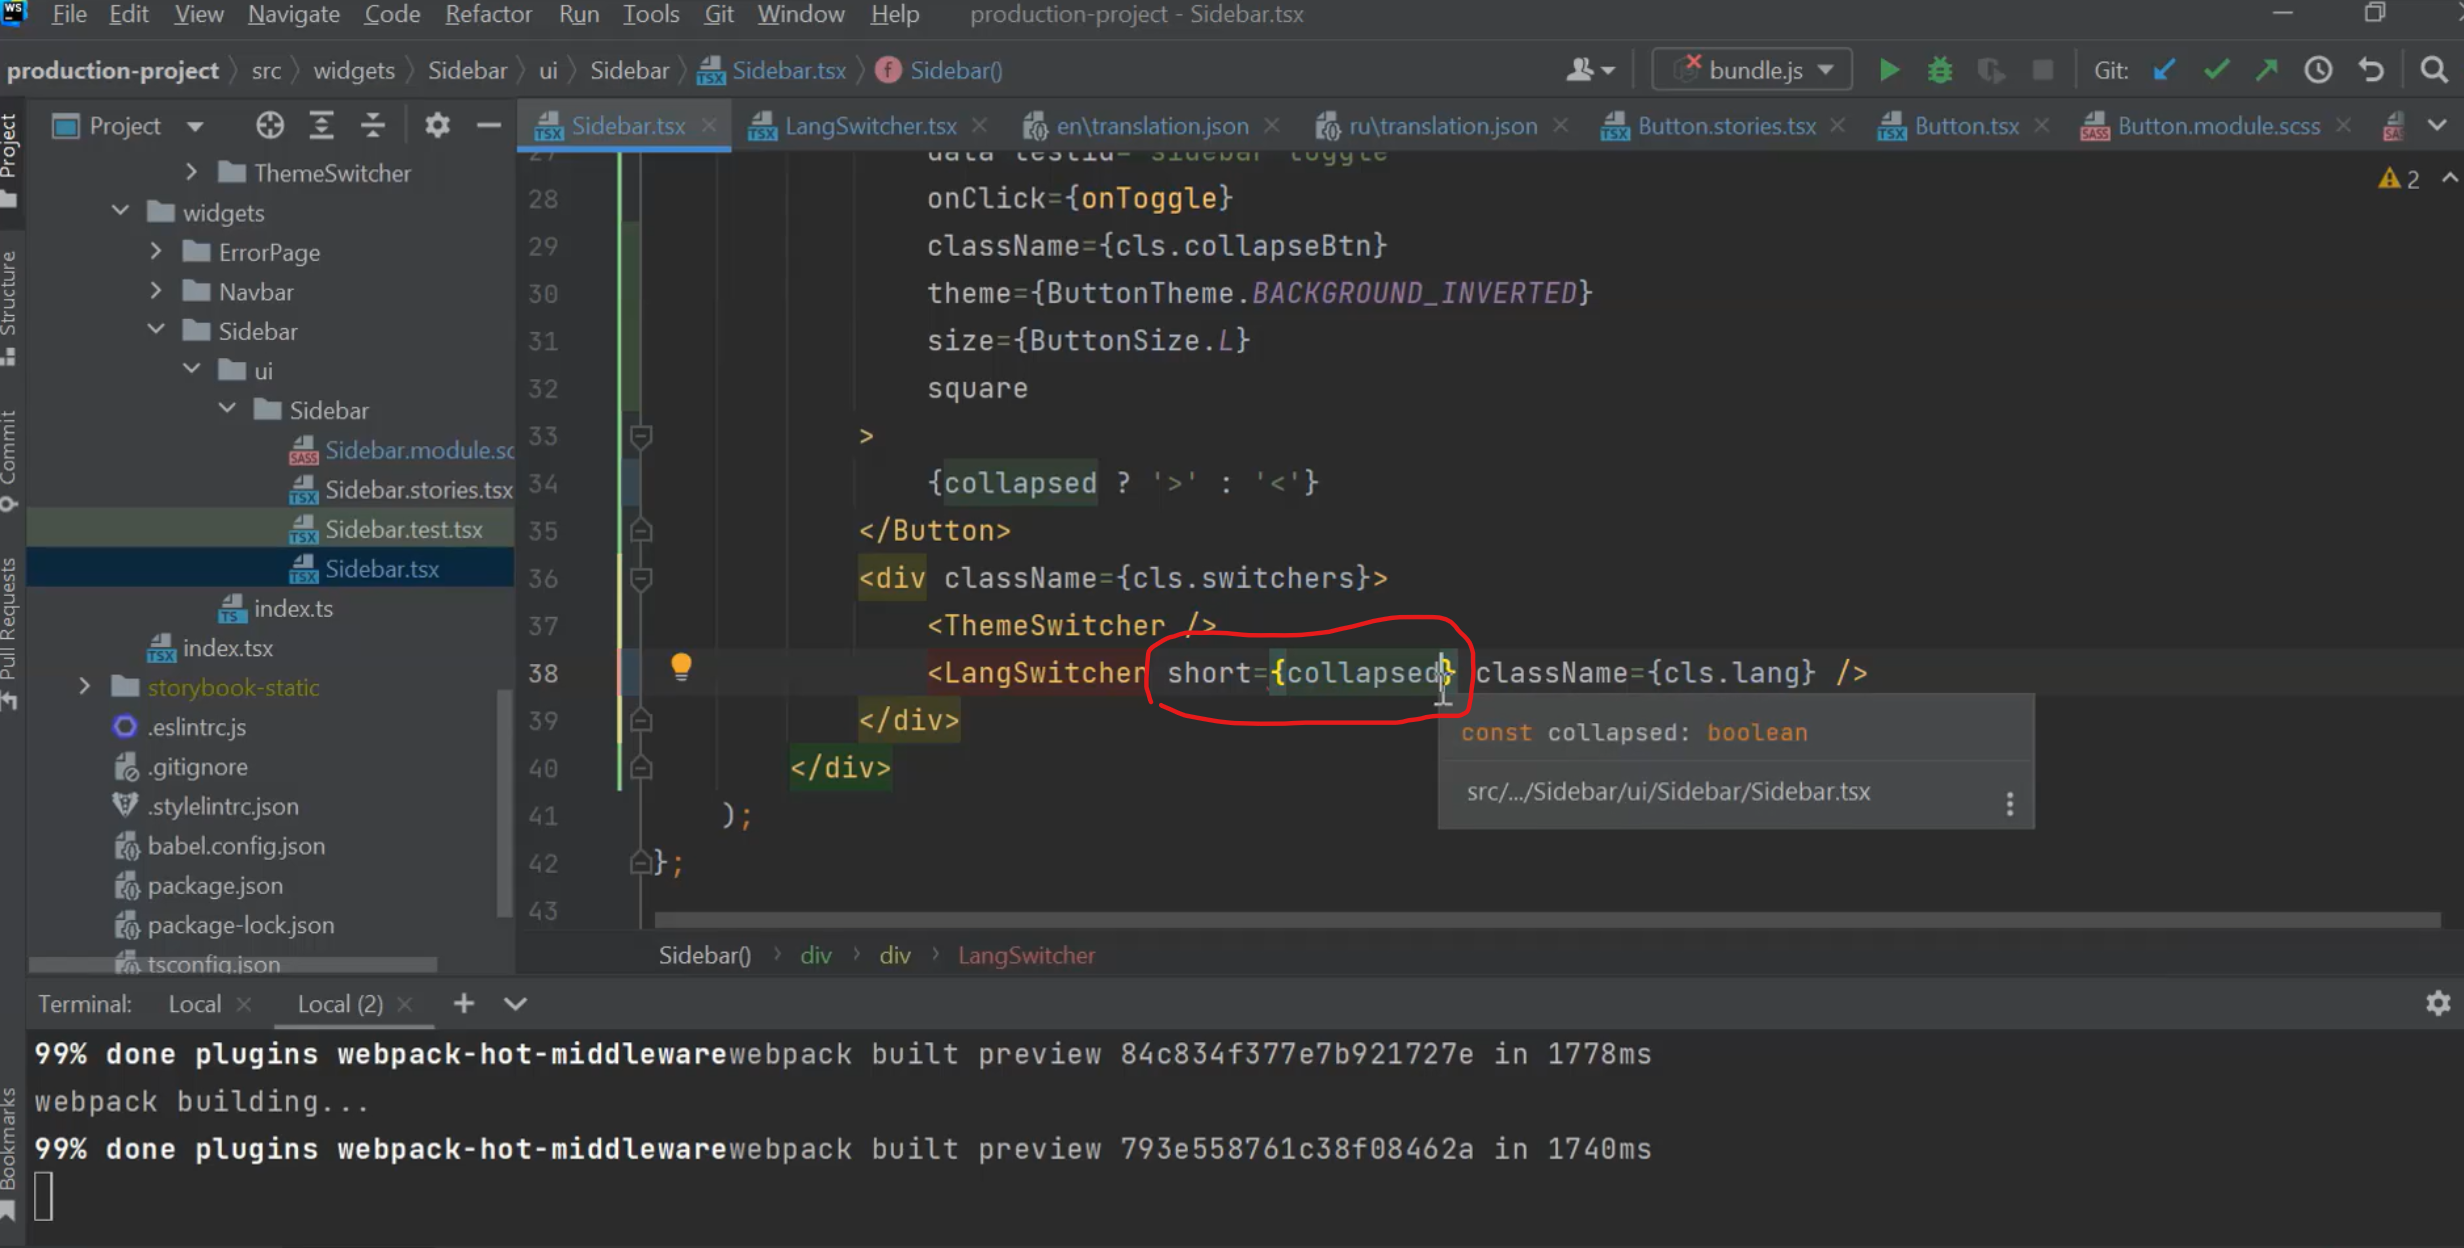 WS File Edit View Navigate Code Refactor Run Tools Git Window Help production-project - Sidebar.tsx
production-project src widgets Sidebar ui Sidebar Sidebar.tsx f Sidebar() bundle.js Git:
Project Sidebar.tsx LangSwitcher.tsx en\translation.json ru\translation.json Button.stories.tsx Button.tsx Button.module.scss
Project
Structure
Commit
Pull Requests
Bookmarks
ThemeSwitcher
widgets
ErrorPage
Navbar
Sidebar
ui
Sidebar
Sidebar.module.sc
Sidebar.stories.tsx
Sidebar.test.tsx
Sidebar.tsx
index.ts
index.tsx
storybook-static
.eslintrc.js
.gitignore
.stylelintrc.json
babel.config.json
package.json
package-lock.json
tsconfig.json
2
27 data-testid="sidebar-toggle"
28 onClick={onToggle}
29 className={cls.collapseBtn}
30 theme={ButtonTheme.BACKGROUND_INVERTED}
31 size={ButtonSize.L}
32 square
33 >
34 {collapsed ? '>' : '<'}
35 </Button>
36 <div className={cls.switchers}>
37 <ThemeSwitcher />
38 <LangSwitcher short={collapsed} className={cls.lang} />
39 </div>
40 </div>
41 );
42 };
43
const collapsed: boolean
src/.../Sidebar/ui/Sidebar/Sidebar.tsx
Sidebar() div div LangSwitcher
Terminal: Local Local (2)
99% done plugins webpack-hot-middlewarewebpack built preview 84c834f377e7b921727e in 1778ms
webpack building...
99% done plugins webpack-hot-middlewarewebpack built preview 793e558761c38f08462a in 1740ms